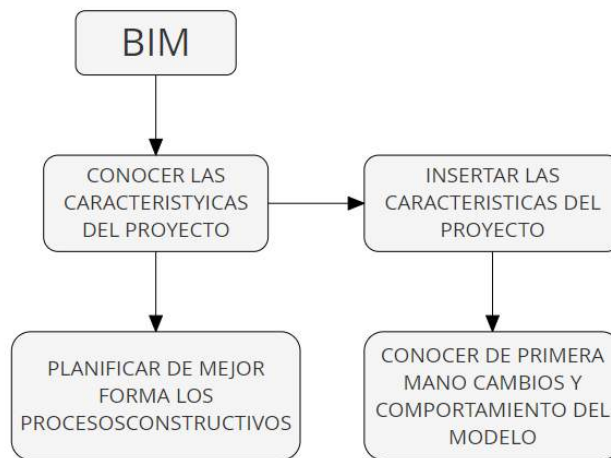 BIM
CONOCER LAS
CARACTERISTYICAS
DEL PROYECTO
INSERTAR LAS
CARACTERISTICAS DEL
PROYECTO
PLANIFICAR DE MEJOR
FORMA LOS
PROCESOSCONSTRUCTIVOS
CONOCER DE PRIMERA
MANO CAMBIOS Y
COMPORTAMIENTO DEL
MODELO